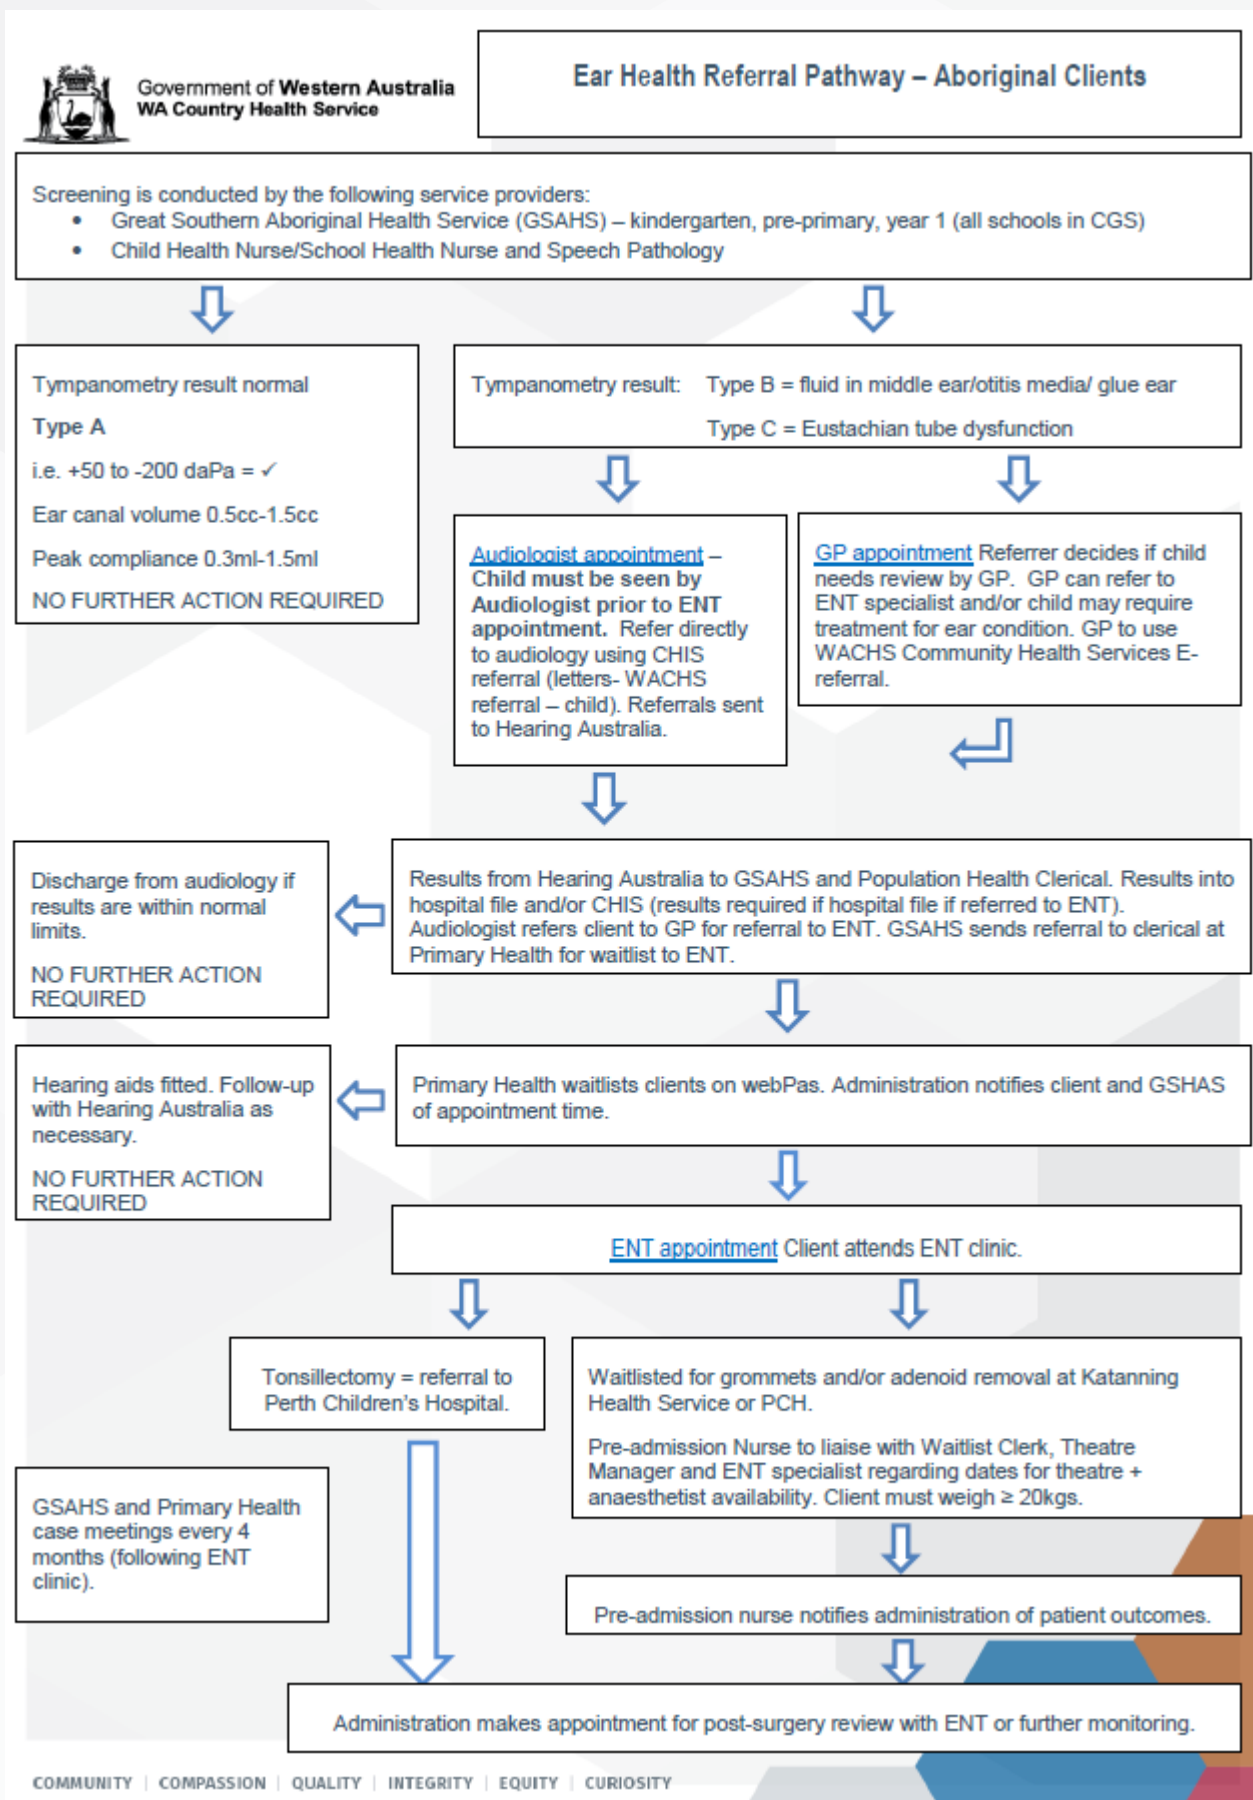 Government of Western Australia
WA Country Health Service
Ear Health Referral Pathway – Aboriginal Clients
Screening is conducted by the following service providers:
• Great Southern Aboriginal Health Service (GSAHS) – kindergarten, pre-primary, year 1 (all schools in CGS)
• Child Health Nurse/School Health Nurse and Speech Pathology
Tympanometry result normal
Type A
i.e. +50 to -200 daPa = ✓
Ear canal volume 0.5cc-1.5cc
Peak compliance 0.3ml-1.5ml
NO FURTHER ACTION REQUIRED
Tympanometry result: Type B = fluid in middle ear/otitis media/ glue ear
Type C = Eustachian tube dysfunction
Audiologist appointment –
Child must be seen by
Audiologist prior to ENT
appointment. Refer directly
to audiology using CHIS
referral (letters- WACHS
referral – child). Referrals sent
to Hearing Australia.
GP appointment Referrer decides if child
needs review by GP. GP can refer to
ENT specialist and/or child may require
treatment for ear condition. GP to use
WACHS Community Health Services E-
referral.
Discharge from audiology if
results are within normal
limits.
NO FURTHER ACTION
REQUIRED
Results from Hearing Australia to GSAHS and Population Health Clerical. Results into
hospital file and/or CHIS (results required if hospital file if referred to ENT).
Audiologist refers client to GP for referral to ENT. GSAHS sends referral to clerical at
Primary Health for waitlist to ENT.
Hearing aids fitted. Follow-up
with Hearing Australia as
necessary.
NO FURTHER ACTION
REQUIRED
Primary Health waitlists clients on webPas. Administration notifies client and GSHAS
of appointment time.
ENT appointment Client attends ENT clinic.
Tonsillectomy = referral to
Perth Children's Hospital.
Waitlisted for grommets and/or adenoid removal at Katanning
Health Service or PCH.
Pre-admission Nurse to liaise with Waitlist Clerk, Theatre
Manager and ENT specialist regarding dates for theatre +
anaesthetist availability. Client must weigh ≥ 20kgs.
GSAHS and Primary Health
case meetings every 4
months (following ENT
clinic).
Pre-admission nurse notifies administration of patient outcomes.
Administration makes appointment for post-surgery review with ENT or further monitoring.
COMMUNITY | COMPASSION | QUALITY | INTEGRITY | EQUITY | CURIOSITY